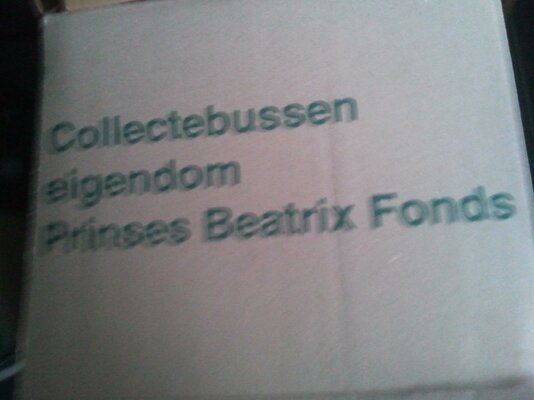 Collectebussen
eigendom
Prinses Beatrix Fonds